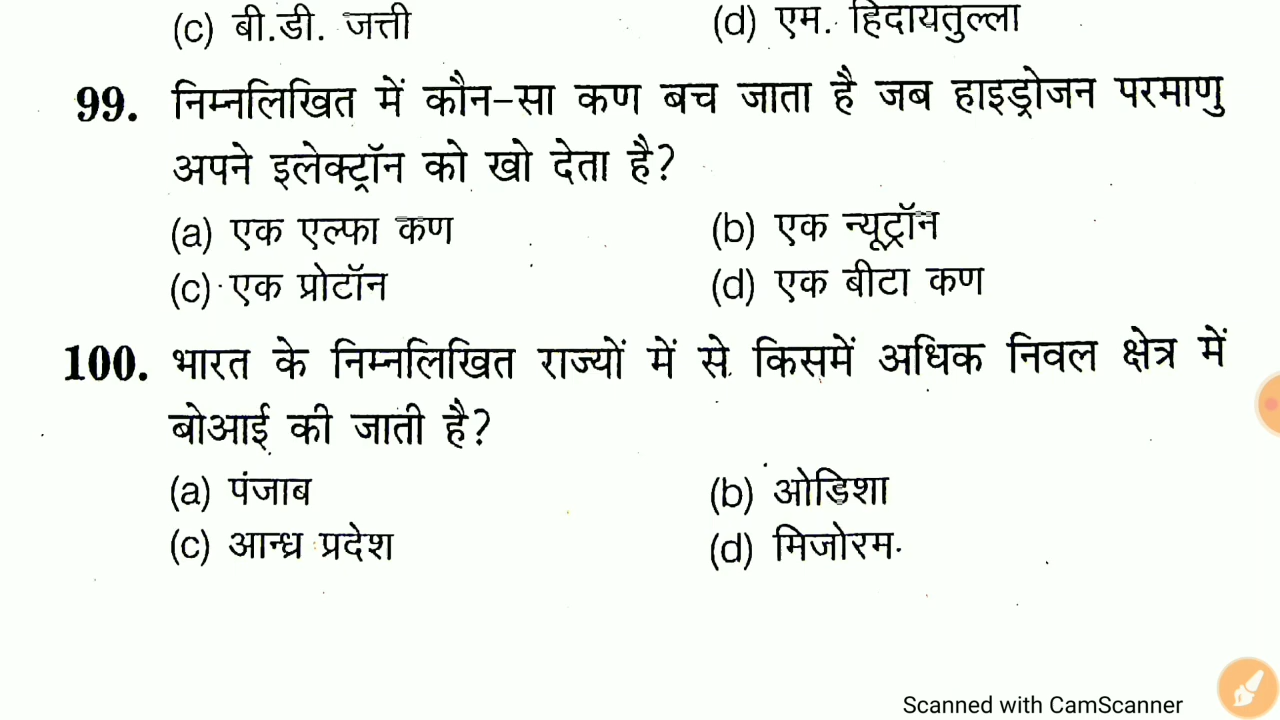 (c) बी.डी. जत्ती (d) एम. हिदायतुल्ला
99. निम्नलिखित में कौन-सा कण बच जाता है जब हाइड्रोजन परमाणु
अपने इलेक्ट्रॉन को खो देता है?
(a) एक एल्फा कण (b) एक न्यूट्रॉन
(c) एक प्रोटॉन (d) एक बीटा कण
100. भारत के निम्नलिखित राज्यों में से किसमें अधिक निवल क्षेत्र में
बोआई की जाती है?
(a) पंजाब (b) ओडिशा
(c) आन्ध्र प्रदेश (d) मिजोरम
Scanned with CamScanner